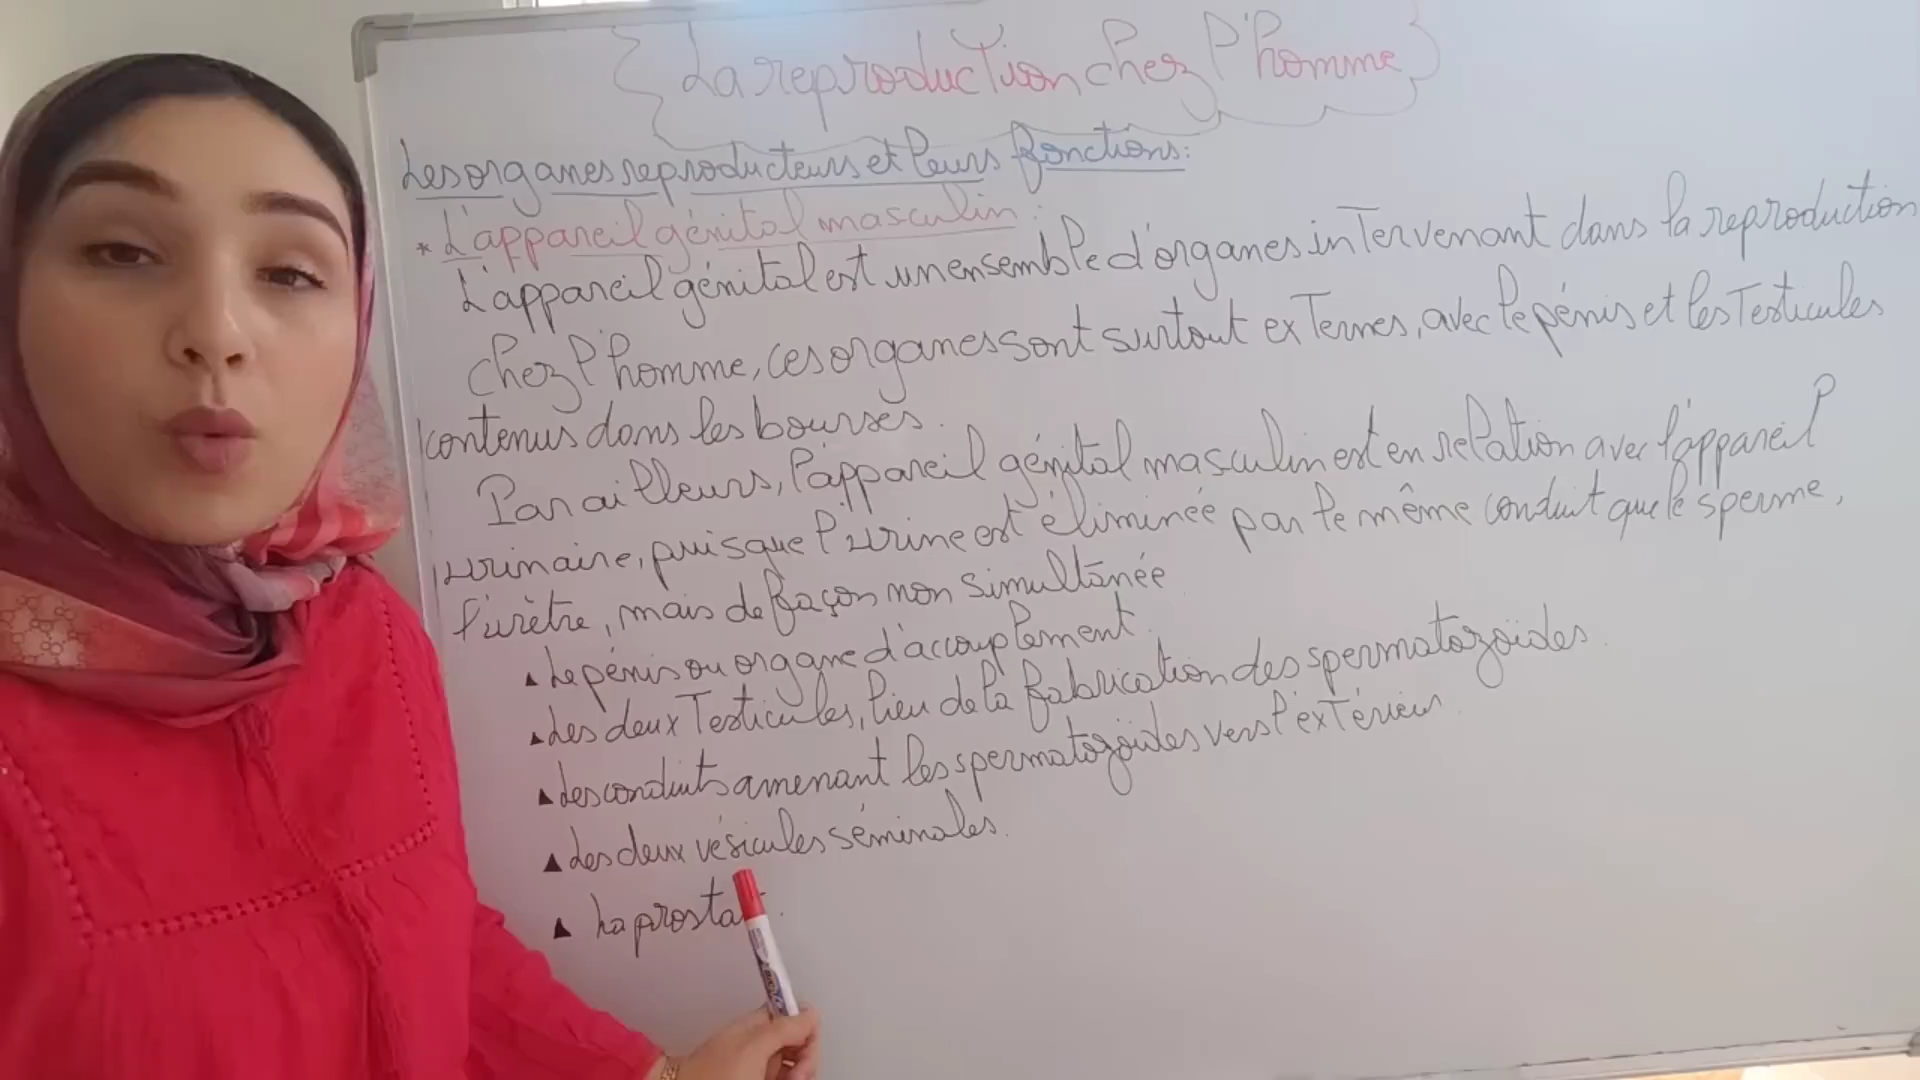 La reproduction chez l'homme
Les organes reproducteurs et leurs fonctions:
* L'appareil génital masculin:
L'appareil génital est un ensemble d'organes intervenant dans la reproduction
chez l'homme, ces organes sont surtout externes, avec le pénis et les testicules
contenus dans les bourses.
Par ailleurs, l'appareil génital masculin est en relation avec l'appareil
urinaire, puisque l'urine est éliminée par le même conduit que le sperme,
l'urètre, mais de façon non simultanée
▲ Le pénis ou organe d'accouplement.
▲ Les deux testicules, lieu de la fabrication des spermatozoïdes.
▲ Les conduits amenant les spermatozoïdes vers l'extérieur.
▲ Les deux vésicules séminales.
▲ La prosta